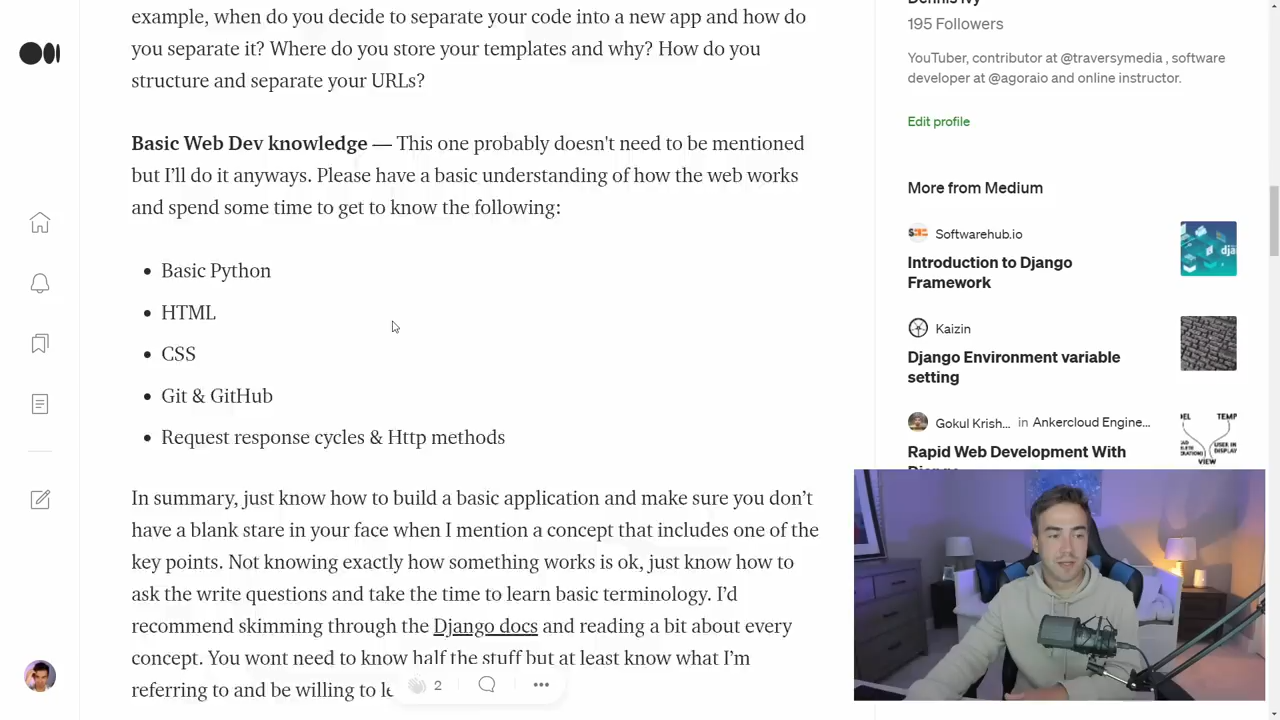 example, when do you decide to separate your code into a new app and how do
you separate it? Where do you store your templates and why? How do you
structure and separate your URLs?
Basic Web Dev knowledge — This one probably doesn't need to be mentioned
but I'll do it anyways. Please have a basic understanding of how the web works
and spend some time to get to know the following:
• Basic Python
• HTML
• CSS
• Git & GitHub
• Request response cycles & Http methods
In summary, just know how to build a basic application and make sure you don't
have a blank stare in your face when I mention a concept that includes one of the
key points. Not knowing exactly how something works is ok, just know how to
ask the write questions and take the time to learn basic terminology. I'd
recommend skimming through the Django docs and reading a bit about every
concept. You wont need to know half the stuff but at least know what I'm
referring to and be willing to
2
Dennis Ivy
195 Followers
YouTuber, contributor at @traversymedia , software
developer at @agoraio and online instructor.
Edit profile
More from Medium
Softwarehub.io
Introduction to Django
Framework
Kaizin
Django Environment variable
setting
Gokul Krish... in Ankercloud Engine...
Rapid Web Development With
Django
TEMP
VIEW